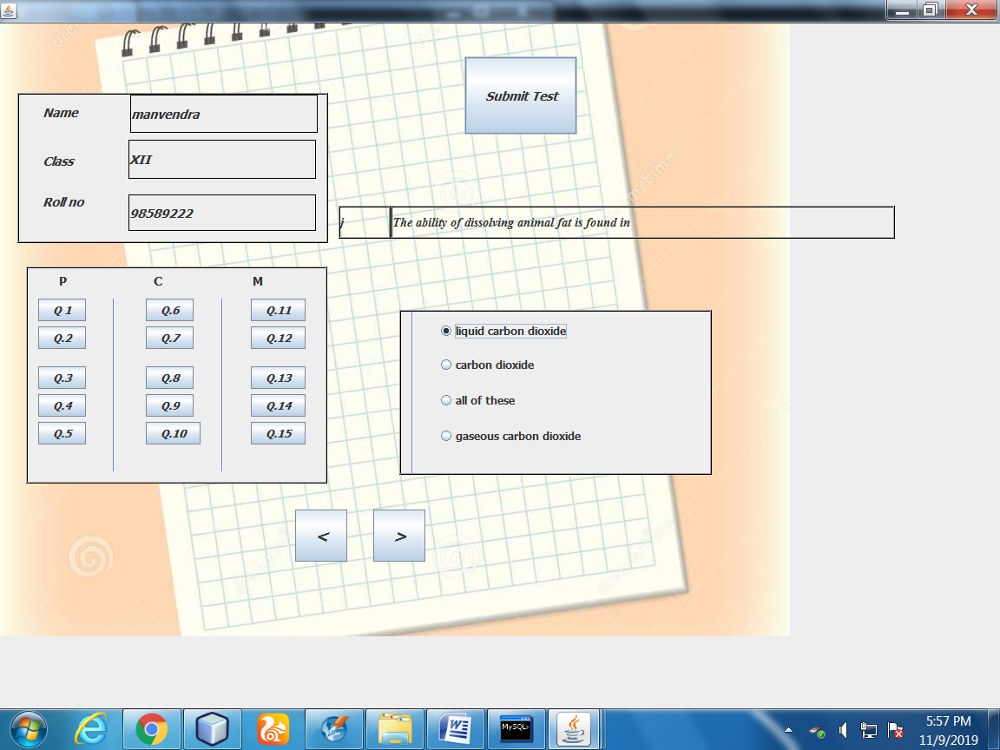 Submit Test
Name manvendra
Class XII
Roll no 98589222
j The ability of dissolving animal fat is found in
P C M
Q 1 Q.6 Q.11
Q.2 Q.7 Q.12
Q.3 Q.8 Q.13
Q.4 Q.9 Q.14
Q.5 Q.10 Q.15
liquid carbon dioxide
carbon dioxide
all of these
gaseous carbon dioxide
< >
MySQL>
5:57 PM
11/9/2019